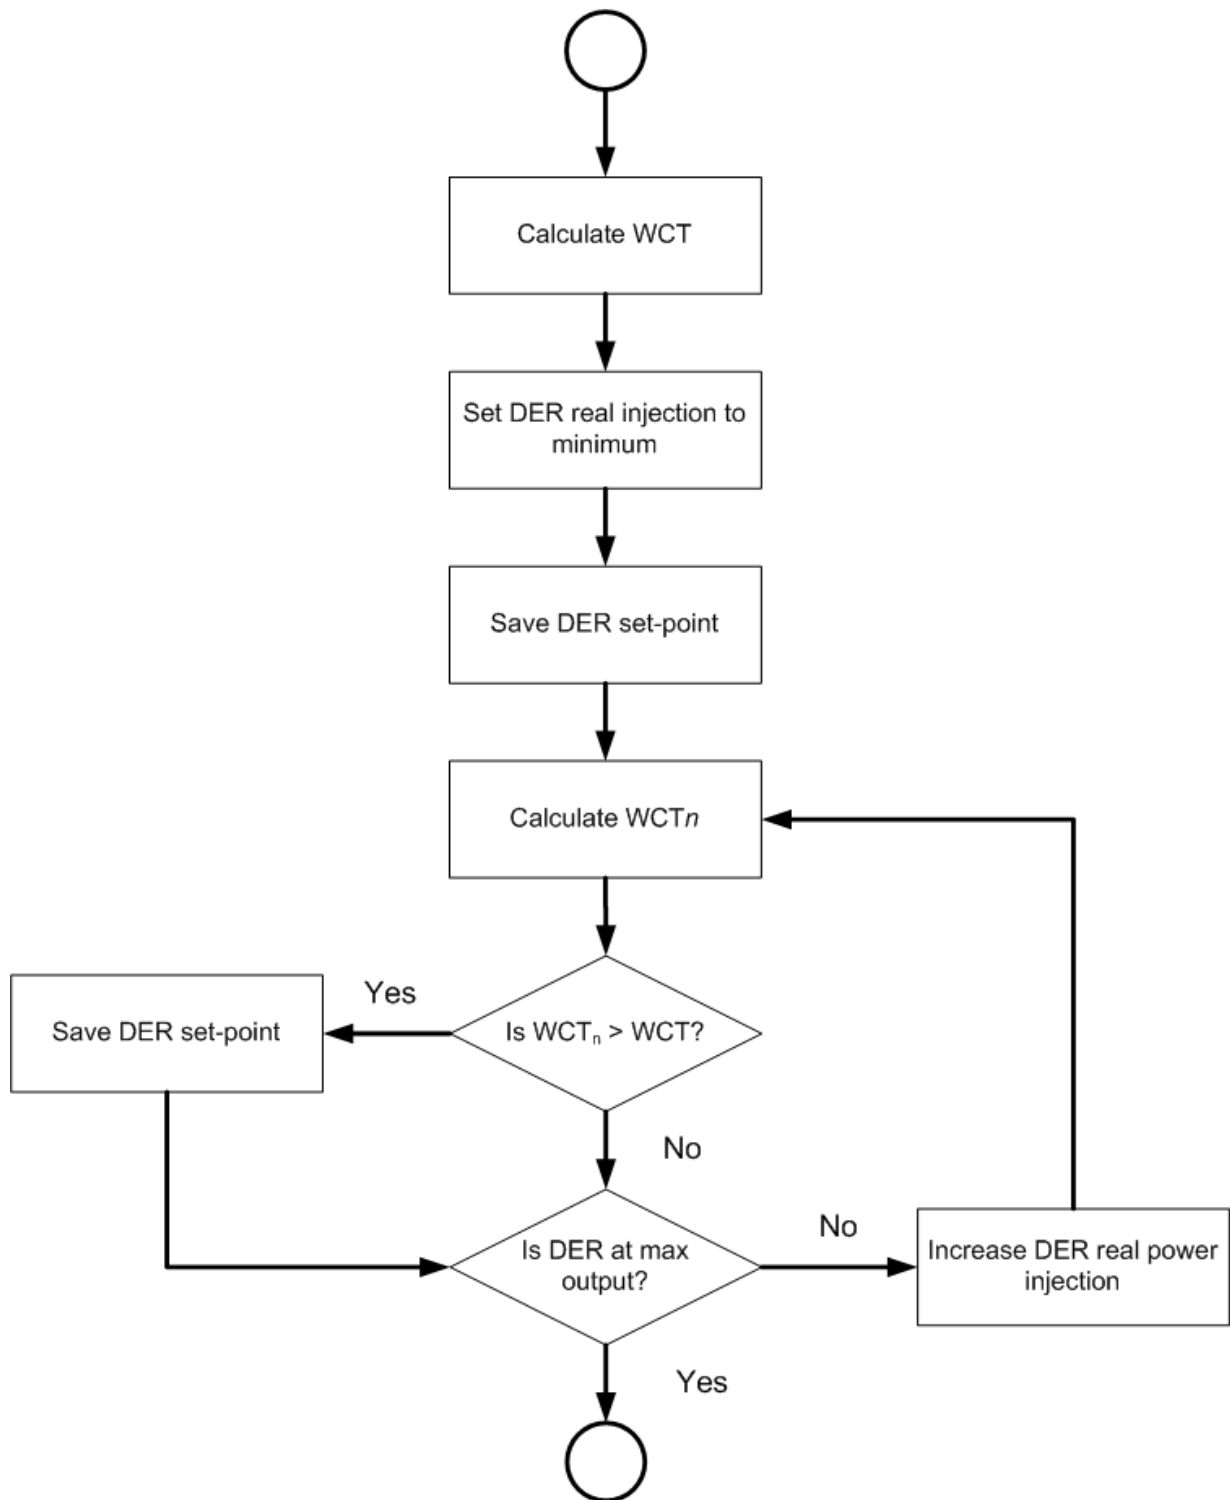 Calculate WCT
Set DER real injection to
minimum
Save DER set-point
Calculate WCTn
Yes
Save DER set-point
Is WCTn > WCT?
No
Is DER at max
output?
No
Increase DER real power
injection
Yes